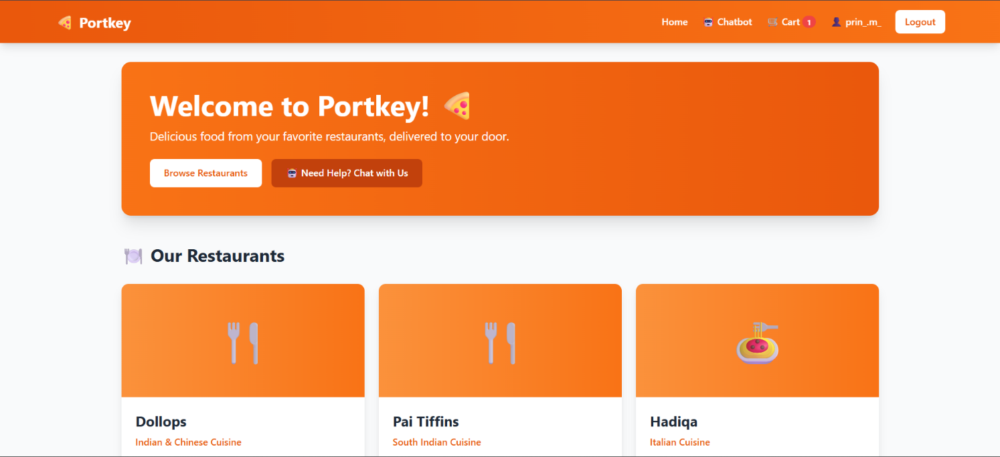 Portkey
Home Chatbot Cart 1 prin_.m_ Logout
Welcome to Portkey!
Delicious food from your favorite restaurants, delivered to your door.
Browse Restaurants
Need Help? Chat with Us
Our Restaurants
Dollops
Indian & Chinese Cuisine
Pai Tiffins
South Indian Cuisine
Hadiqa
Italian Cuisine